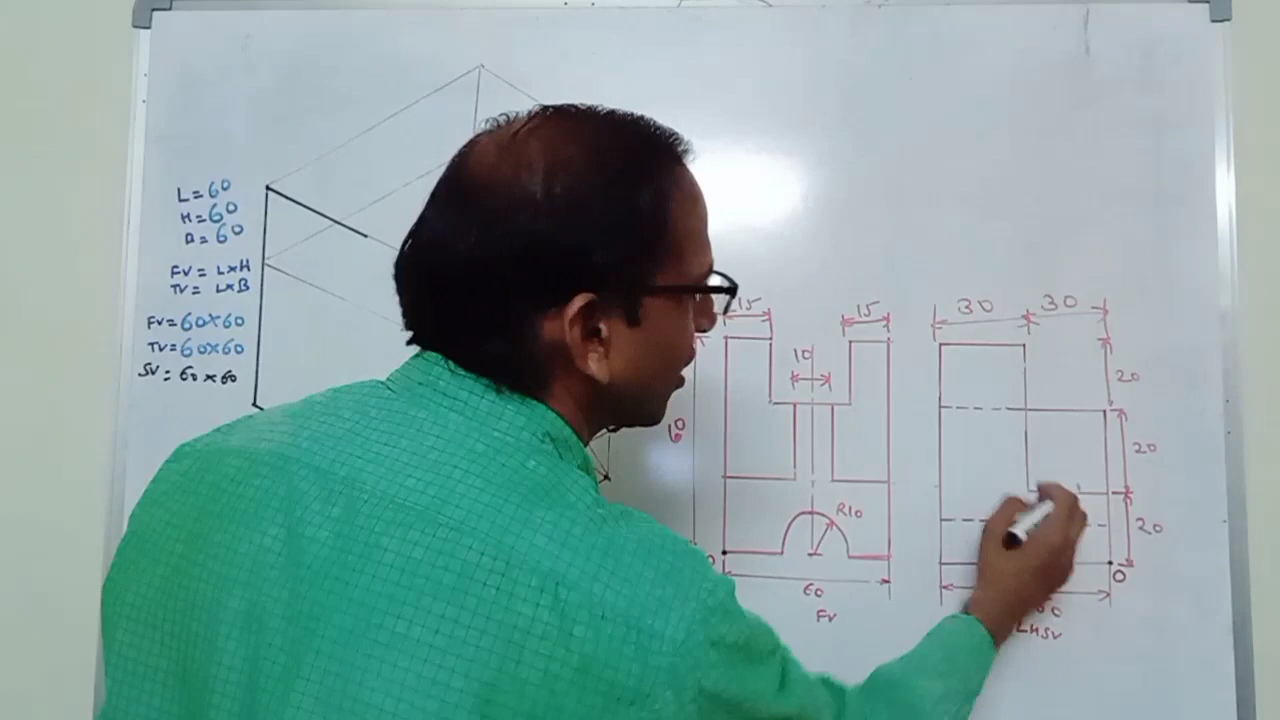 L = 60
H = 60
B = 60
FV = L×H
TV = L×B
FV = 60×60
TV = 60×60
SV = 60×60
15
15
10
60
R10
60
FV
30
30
20
20
20
O
LHSV